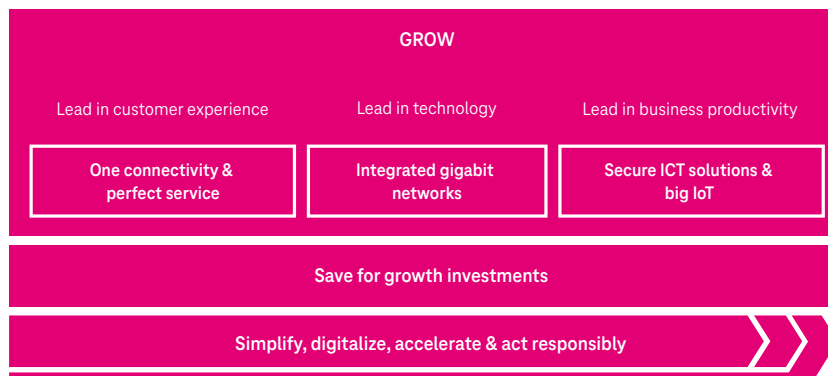 GROW
Lead in customer experience
Lead in technology
Lead in business productivity
One connectivity &
perfect service
Integrated gigabit
networks
Secure ICT solutions &
big IoT
Save for growth investments
Simplify, digitalize, accelerate & act responsibly